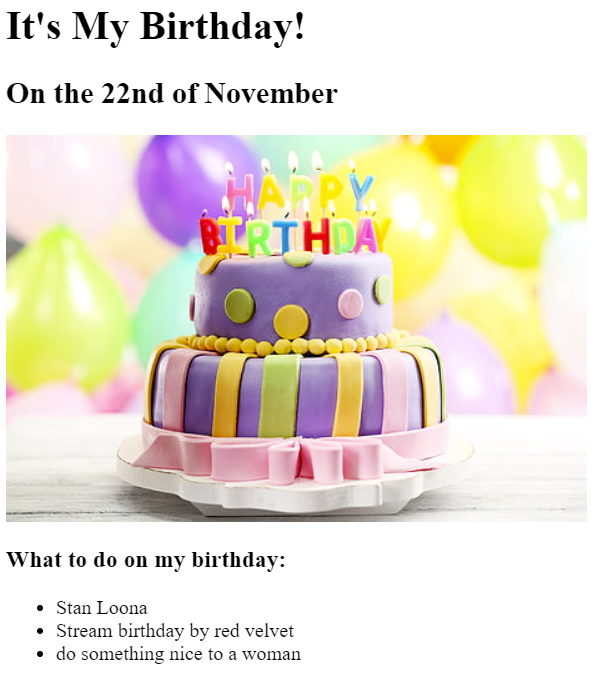 It's My Birthday!
On the 22nd of November
HAPPY
BIRTHDAY
What to do on my birthday:
Stan Loona
Stream birthday by red velvet
do something nice to a woman